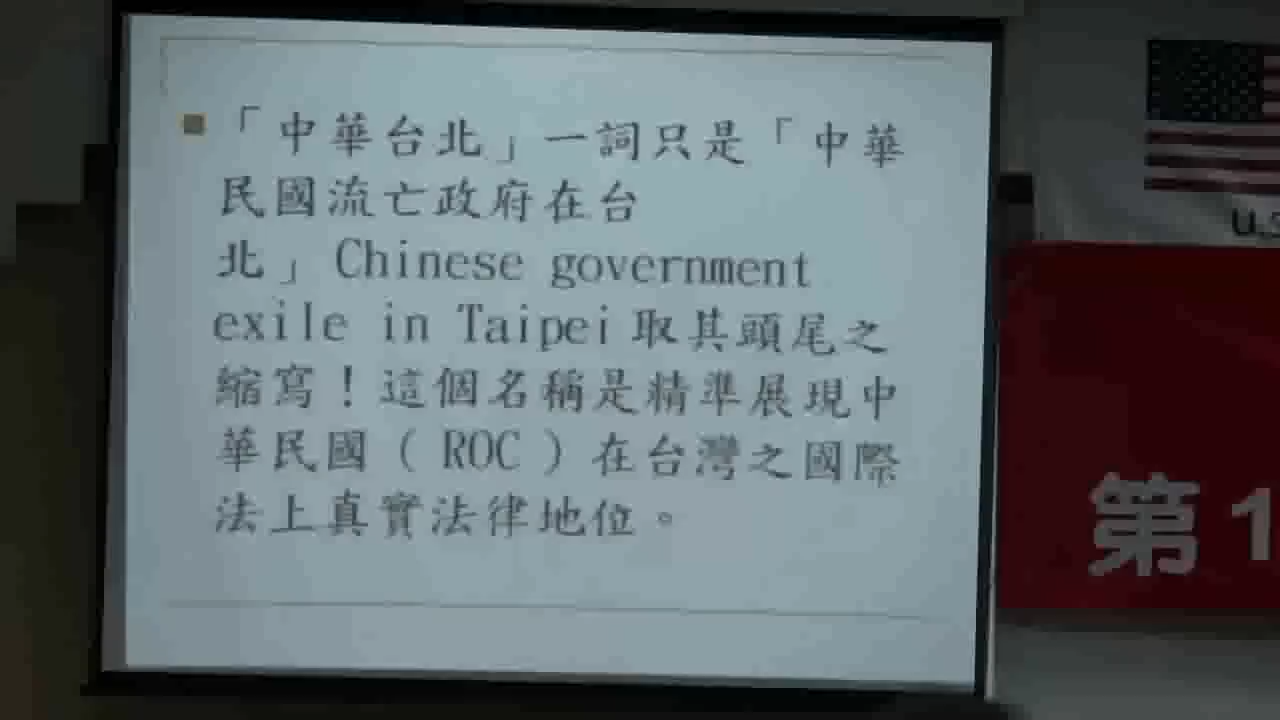 「中華台北」一詞只是「中華
民國流亡政府在台
北」Chinese government
exile in Taipei 取其頭尾之
縮寫！這個名稱是精準展現中
華民國（ROC）在台灣之國際
法上真實法律地位。
U.S
第 1